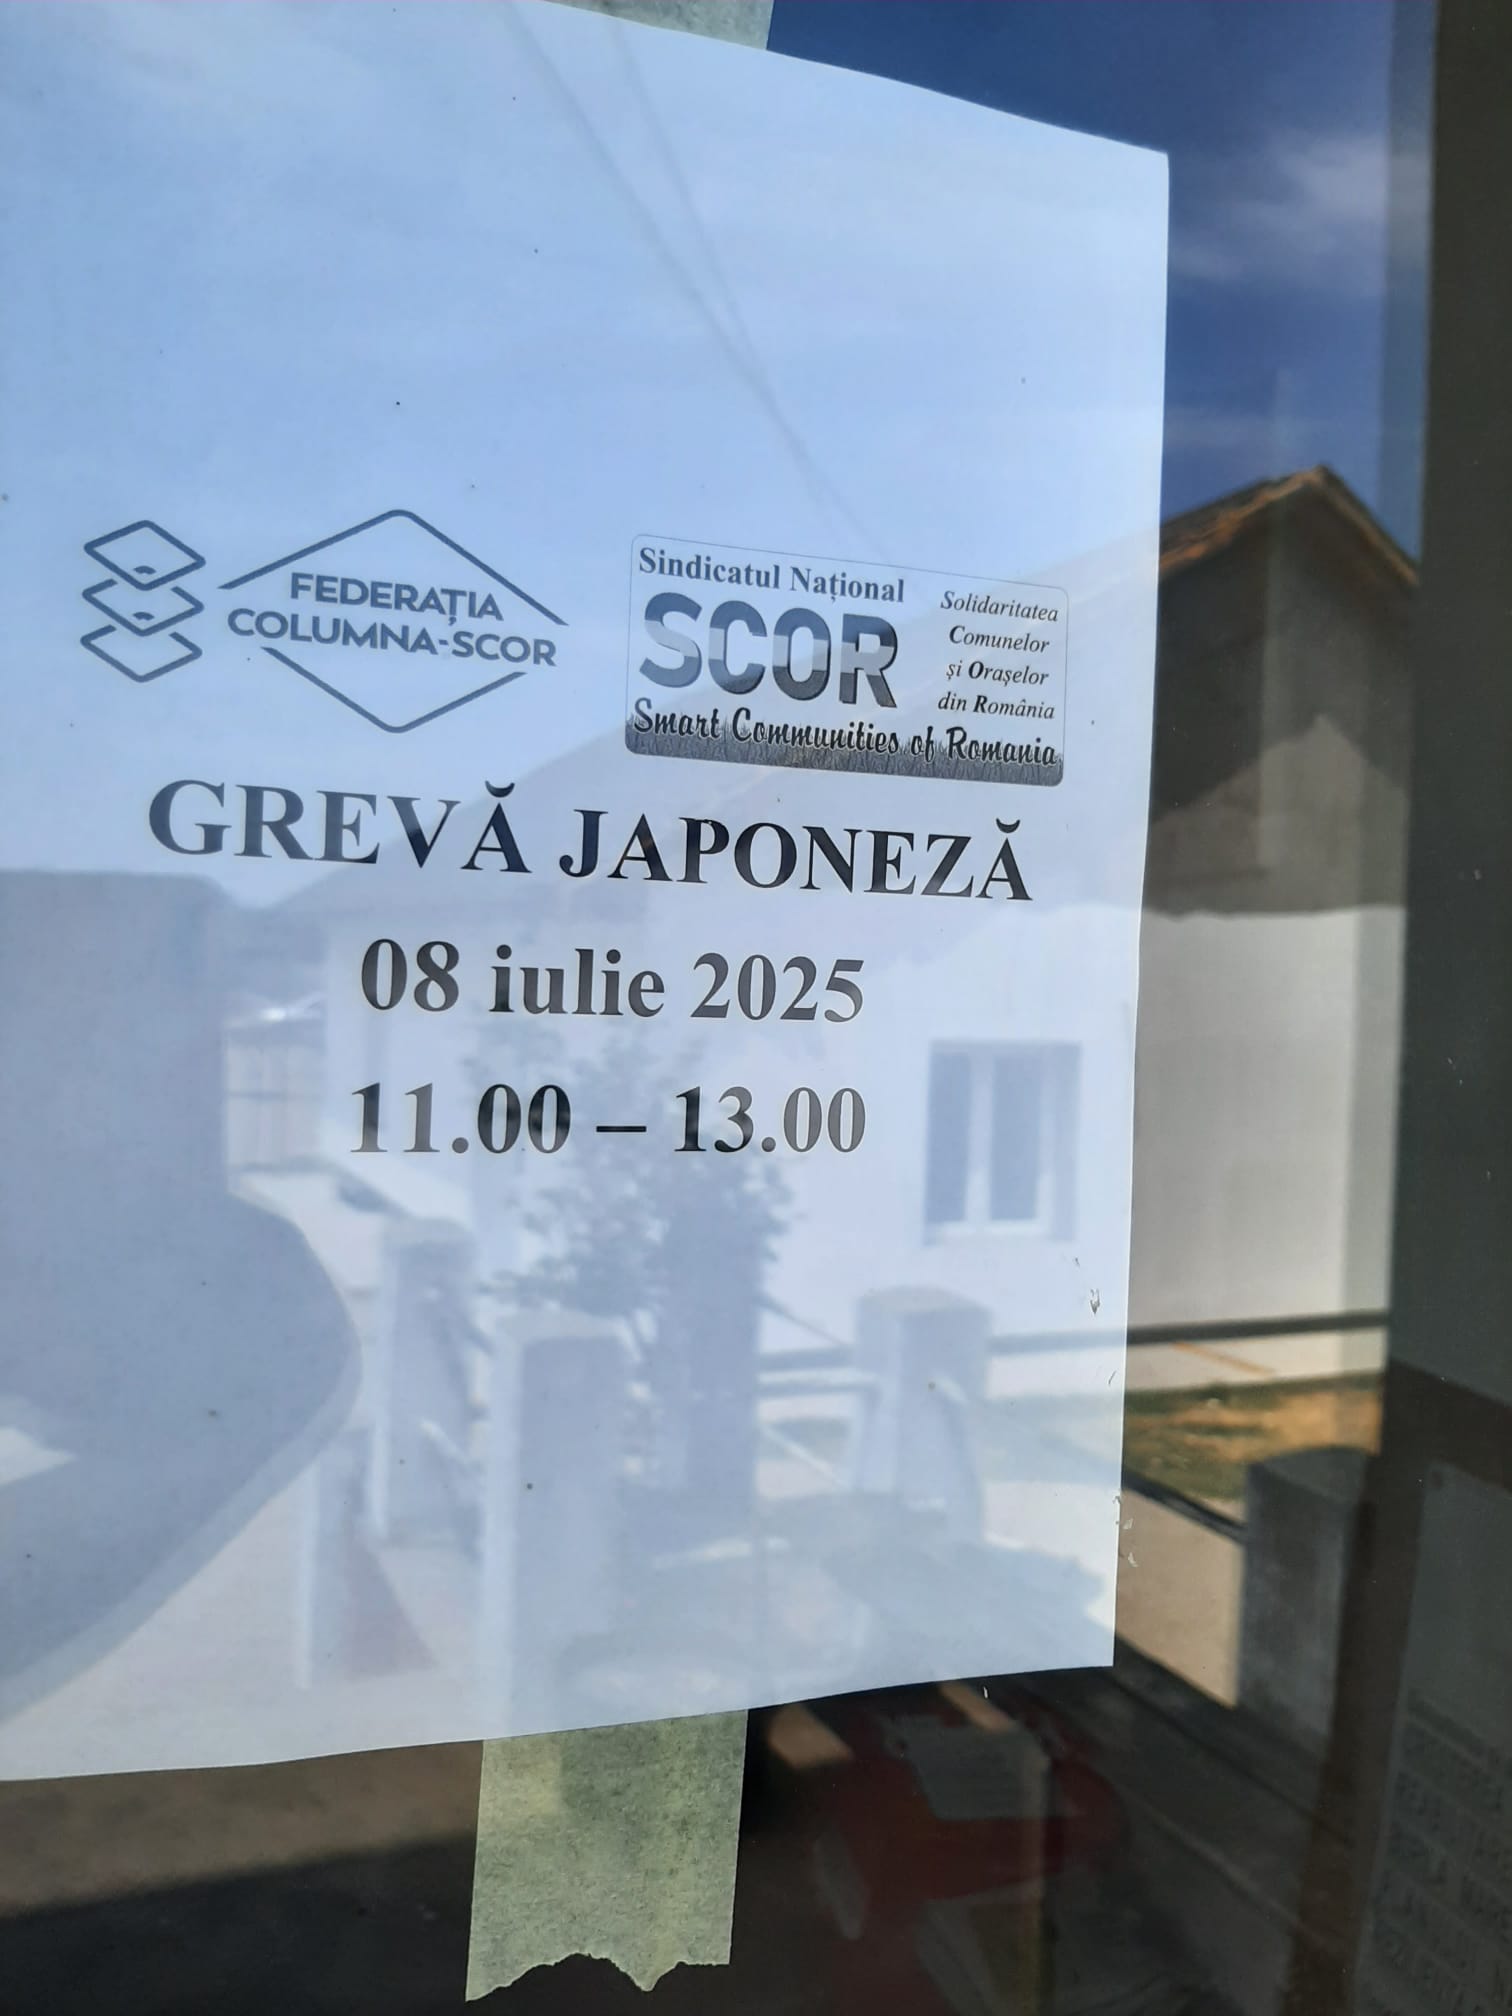 FEDERAȚIA
COLUMNA-SCOR
Sindicatul Național
SCOR
Solidaritatea
Comunelor
și Orașelor
din România
Smart Communities of Romania
GREVĂ JAPONEZĂ
08 iulie 2025
11.00 – 13.00